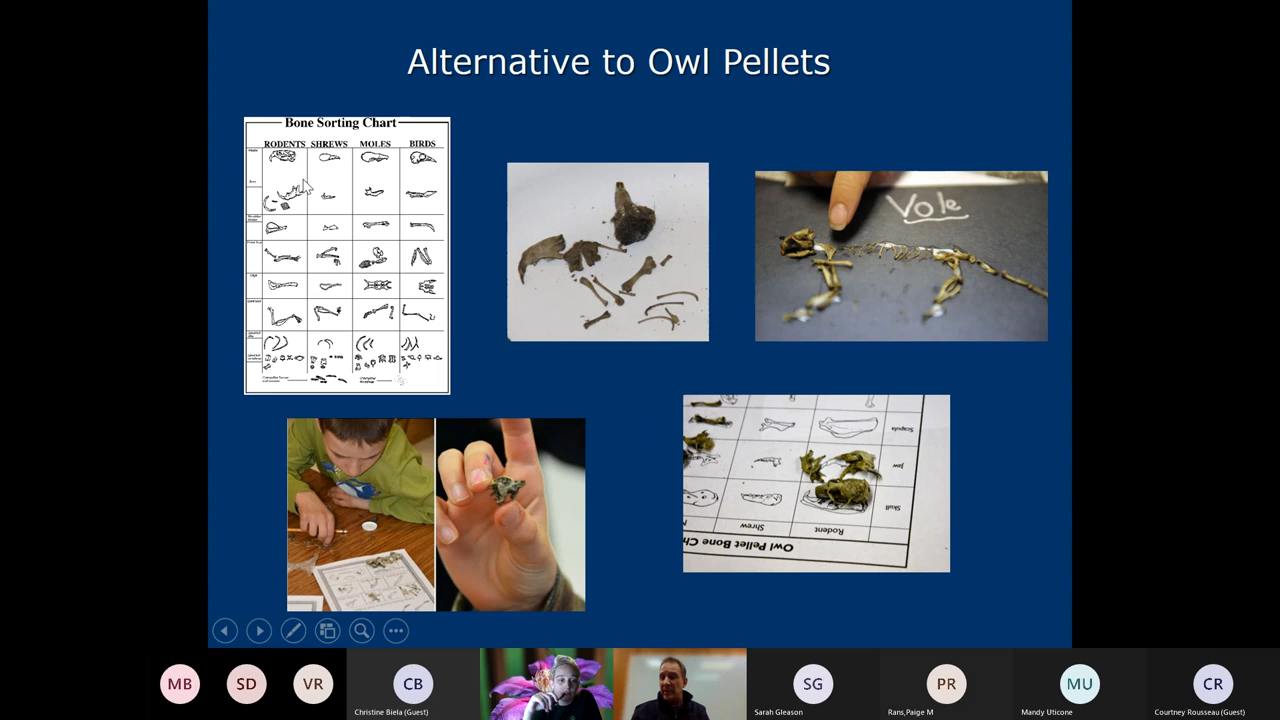 Alternative to Owl Pellets
Bone Sorting Chart
RODENTS SHREWS MOLES BIRDS
Vole
Scapula
Jaw
Skull
Shrew
Rodent
Owl Pellet Bone Ch
MB
SD
VR
CB
Christine Biela (Guest)
SG
Sarah Gleason
PR
Rans,Paige M
MU
Mandy Uticone
CR
Courtney Rousseau (Guest)